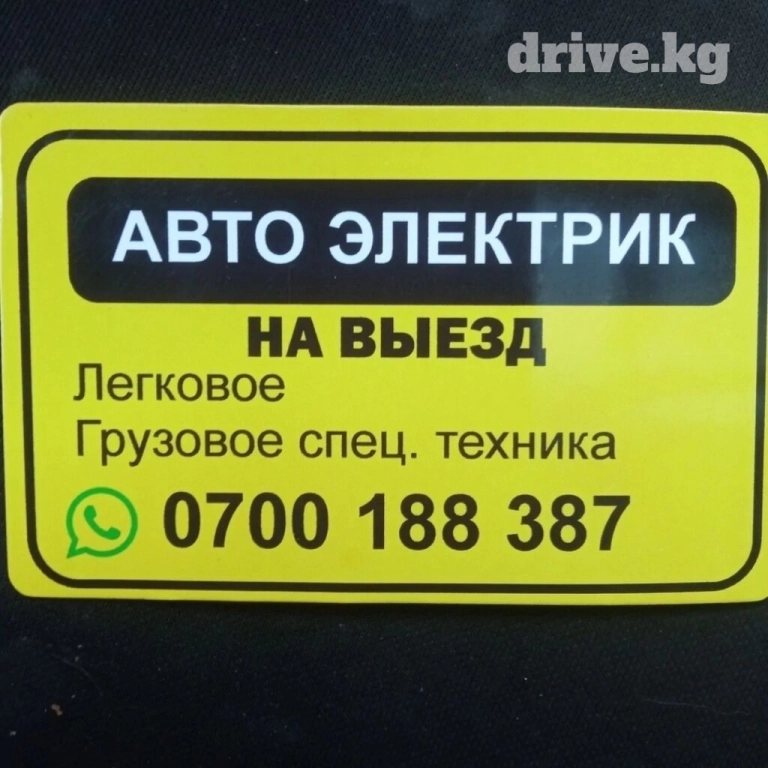 drive.kg
АВТО ЭЛЕКТРИК
НА ВЫЕЗД
Легковое
Грузовое спец. техника
0700 188 387